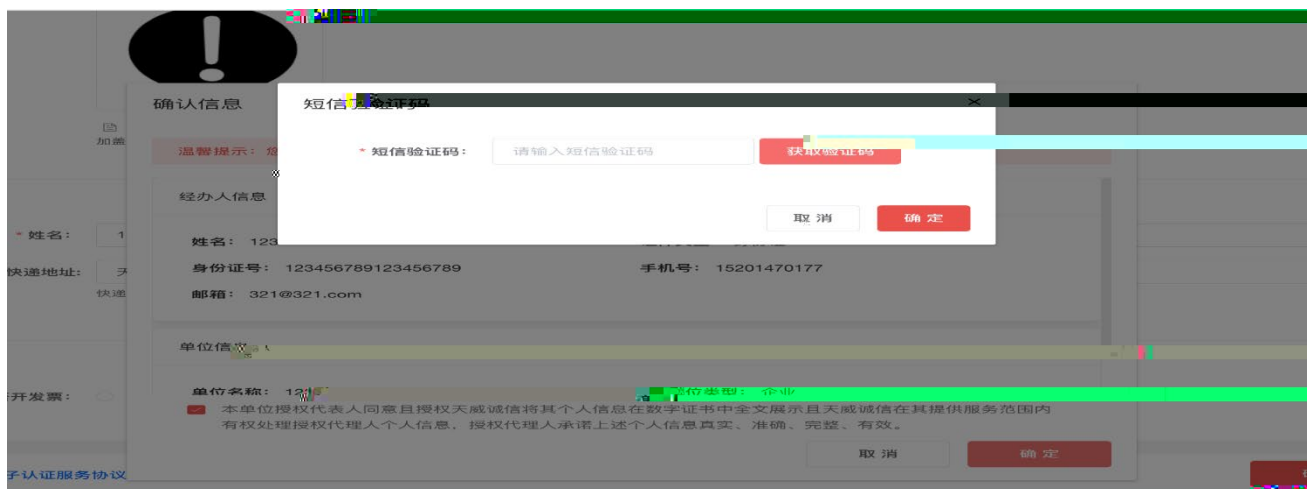 确认信息
短信验证码
×
加盖
温馨提示：
* 短信验证码：
请输入短信验证码
获取验证码
经办人信息
取消
确定
* 姓名：
1
姓名： 123
快递地址：
天
身份证号： 123456789123456789
手机号： 15201470177
快递
邮箱： 321@321.com
单位信息
开发票：
单位名称： 12
单位类型： 企业
本单位授权代表人同意且授权天威诚信将其个人信息在数字证书中全文展示且天威诚信在其提供服务范围内
有权处理授权代理人个人信息，授权代理人承诺上述个人信息真实、准确、完整、有效。
取消
确定
子认证服务协议